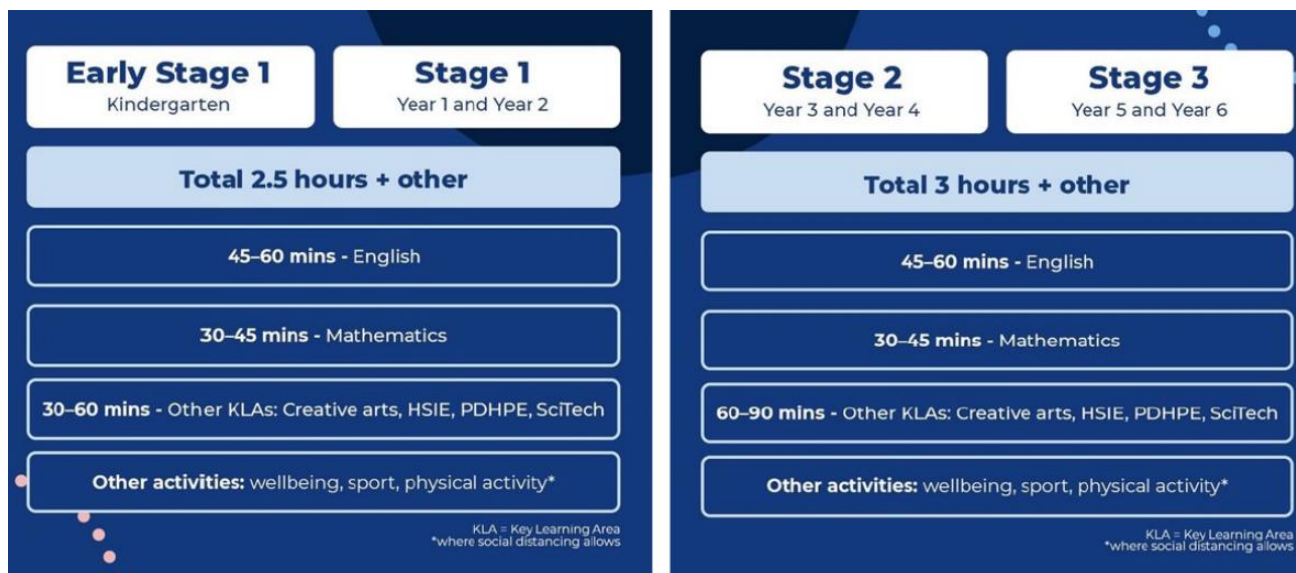 Early Stage 1
Kindergarten
Stage 1
Year 1 and Year 2
Total 2.5 hours + other
45–60 mins - English
30–45 mins - Mathematics
30–60 mins - Other KLAs: Creative arts, HSIE, PDHPE, SciTech
Other activities: wellbeing, sport, physical activity*
KLA = Key Learning Area
*where social distancing allows
Stage 2
Year 3 and Year 4
Stage 3
Year 5 and Year 6
Total 3 hours + other
45–60 mins - English
30–45 mins - Mathematics
60–90 mins - Other KLAs: Creative arts, HSIE, PDHPE, SciTech
Other activities: wellbeing, sport, physical activity*
KLA = Key Learning Area
*where social distancing allows